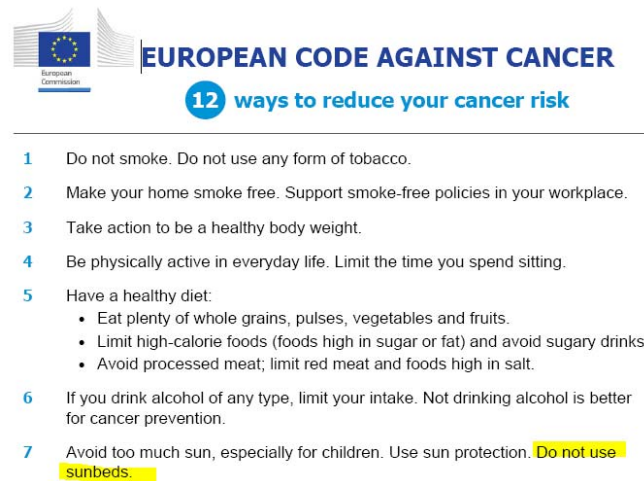 European
Commission
EUROPEAN CODE AGAINST CANCER
12 ways to reduce your cancer risk
1 Do not smoke. Do not use any form of tobacco.
2 Make your home smoke free. Support smoke-free policies in your workplace.
3 Take action to be a healthy body weight.
4 Be physically active in everyday life. Limit the time you spend sitting.
5 Have a healthy diet:
• Eat plenty of whole grains, pulses, vegetables and fruits.
• Limit high-calorie foods (foods high in sugar or fat) and avoid sugary drinks
• Avoid processed meat; limit red meat and foods high in salt.
6 If you drink alcohol of any type, limit your intake. Not drinking alcohol is better
for cancer prevention.
7 Avoid too much sun, especially for children. Use sun protection. Do not use
sunbeds.